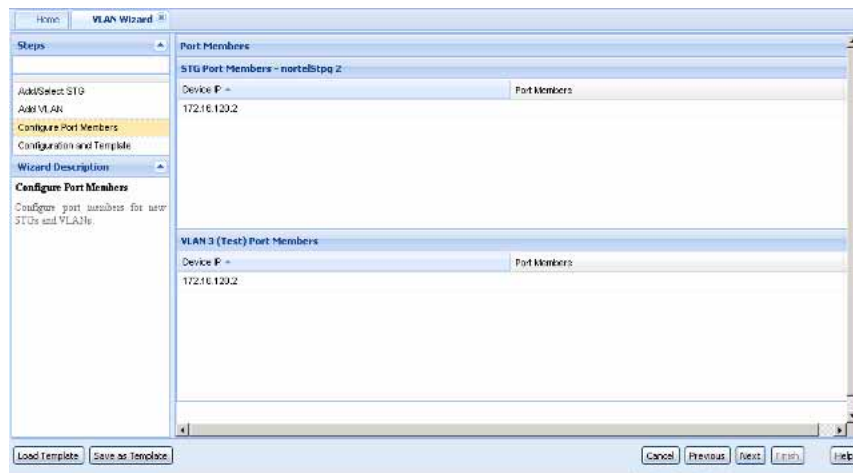 Home
VLAN Wizard
Steps
Add/Select STG
Add VLAN
Configure Port Members
Configuration and Template
Wizard Description
Configure Port Members
Configure port members for new
STGs and VLANs.
Port Members
STG Port Members - nortelStpg 2
Device IP
Port Members
172.16.120.2
VLAN 3 (Test) Port Members
Device IP
Port Members
172.16.120.2
Load Template
Save as Template
Cancel
Previous
Next
Finish
Help